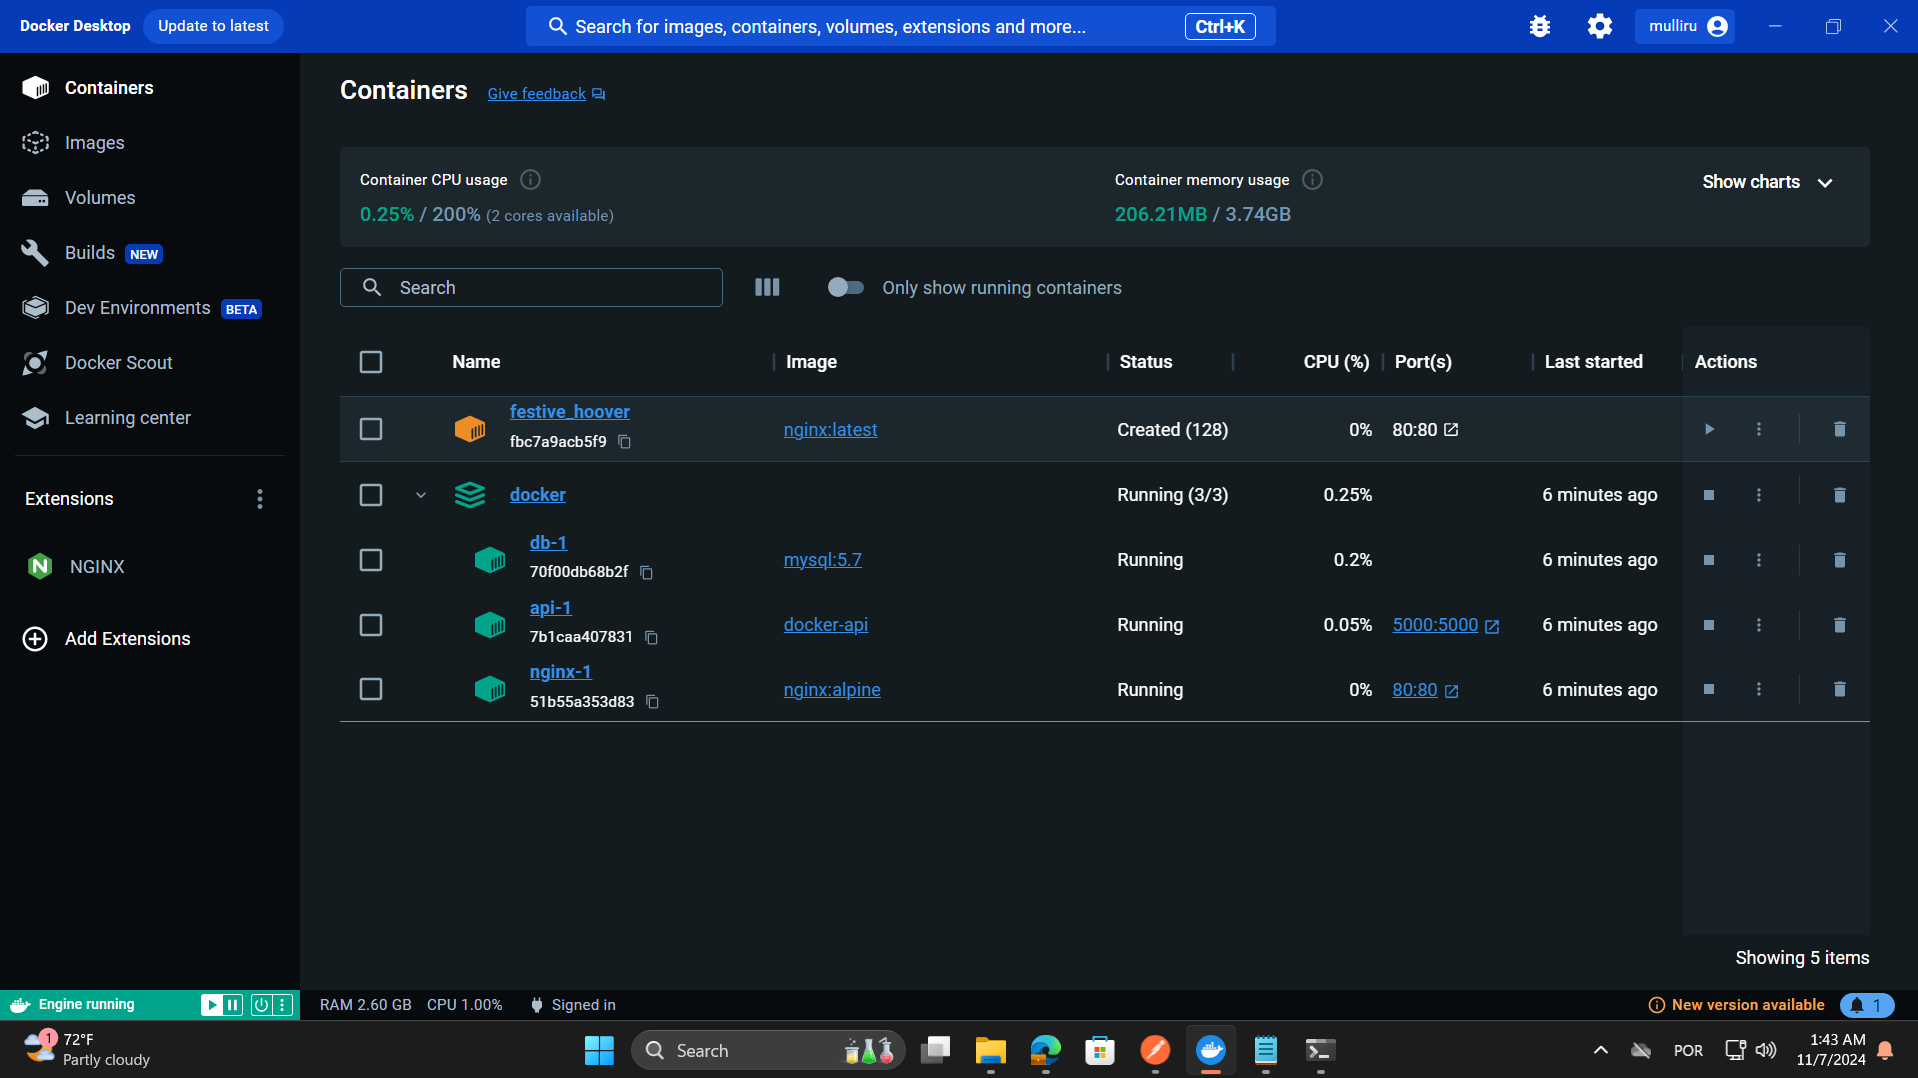 Docker Desktop Update to latest Search for images, containers, volumes, extensions and more... Ctrl+K mulliru
Containers
Images
Volumes
Builds NEW
Dev Environments BETA
Docker Scout
Learning center
Extensions
NGINX
Add Extensions
Containers Give feedback
Container CPU usage
0.25% / 200% (2 cores available)
Container memory usage
206.21MB / 3.74GB
Show charts
Search Only show running containers
Name Image Status CPU (%) Port(s) Last started Actions
festive_hoover
fbc7a9acb5f9
nginx:latest Created (128) 0% 80:80
docker Running (3/3) 0.25% 6 minutes ago
db-1
70f00db68b2f
mysql:5.7 Running 0.2% 6 minutes ago
api-1
7b1caa407831
docker-api Running 0.05% 5000:5000 6 minutes ago
nginx-1
51b55a353d83
nginx:alpine Running 0% 80:80 6 minutes ago
Showing 5 items
Engine running RAM 2.60 GB CPU 1.00% Signed in New version available 1
1
72°F
Partly cloudy
Search
POR
1:43 AM
11/7/2024